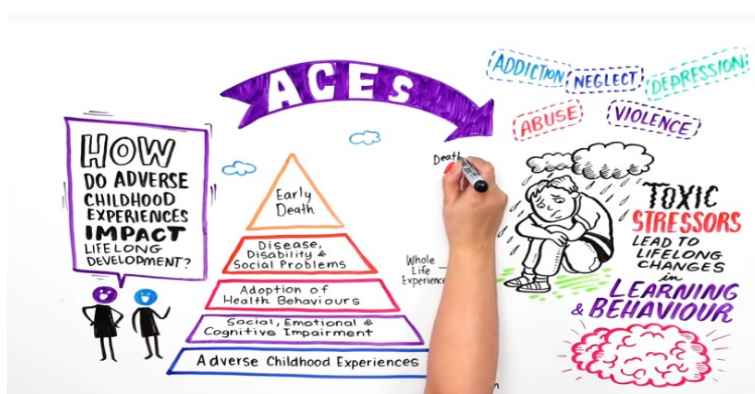 ACES
ADDICTION
NEGLECT
DEPRESSION
ABUSE
VIOLENCE
HOW
DO ADVERSE
CHILDHOOD
EXPERIENCES
IMPACT
LIFELONG
DEVELOPMENT?
Early
Death
Disease,
Disability &
Social Problems
Adoption of
Health Behaviours
Social, Emotional &
Cognitive Impairment
Adverse Childhood Experiences
Death
Whole
Life
Experience
TOXIC
STRESSORS
LEAD TO
LIFELONG
CHANGES
in
LEARNING
& BEHAVIOUR